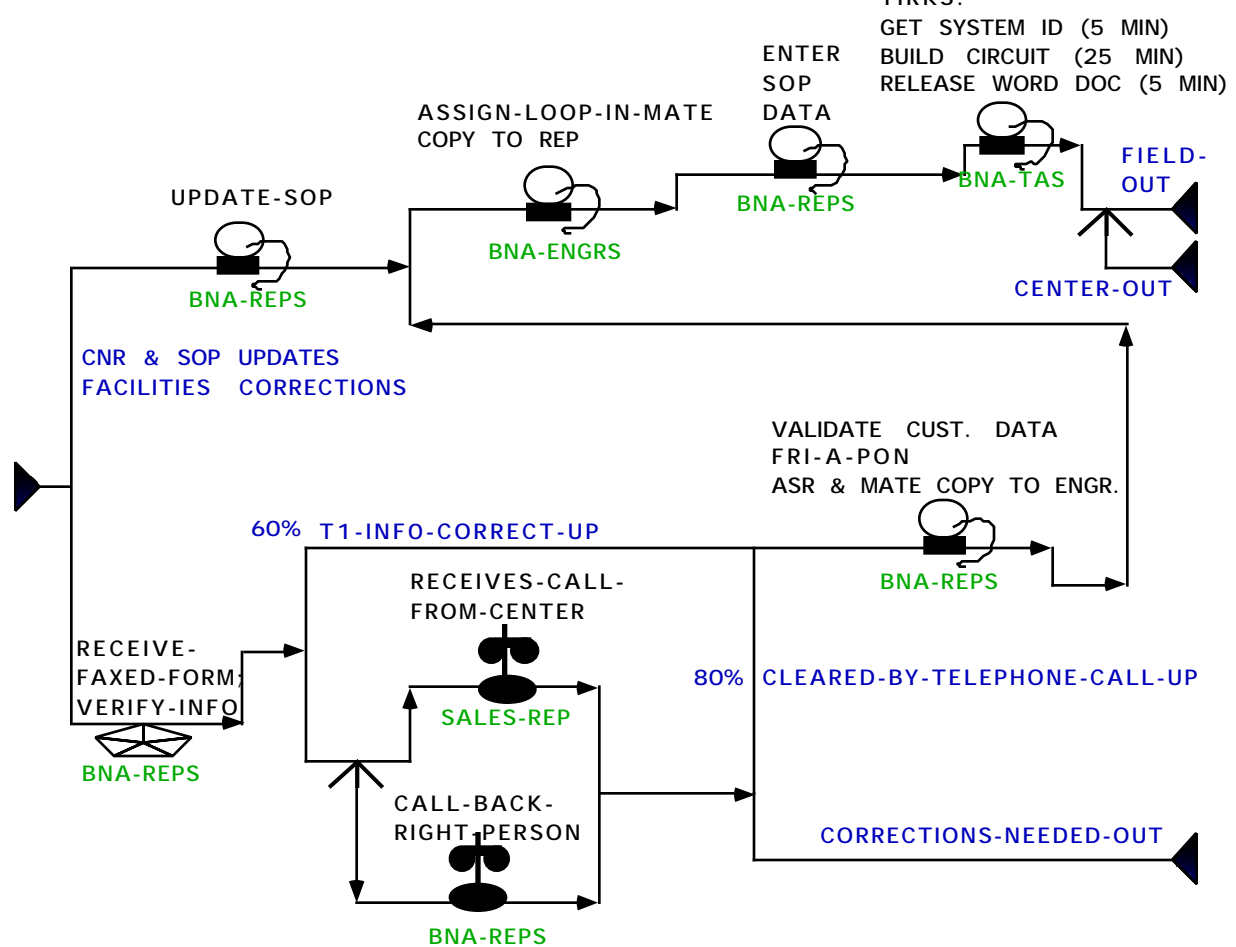 TIRKS:
GET SYSTEM ID (5 MIN)
BUILD CIRCUIT (25 MIN)
RELEASE WORD DOC (5 MIN)
ENTER
SOP
DATA
ASSIGN-LOOP-IN-MATE
COPY TO REP
UPDATE-SOP
FIELD-
OUT
BNA-TAS
BNA-REPS
BNA-ENGRS
BNA-REPS
CENTER-OUT
CNR & SOP UPDATES
FACILITIES CORRECTIONS
VALIDATE CUST. DATA
FRI-A-PON
ASR & MATE COPY TO ENGR.
60% T1-INFO-CORRECT-UP
BNA-REPS
RECEIVES-CALL-
FROM-CENTER
RECEIVE-
FAXED-FORM;
VERIFY-INFO
80% CLEARED-BY-TELEPHONE-CALL-UP
SALES-REP
BNA-REPS
CALL-BACK-
RIGHT-PERSON
CORRECTIONS-NEEDED-OUT
BNA-REPS